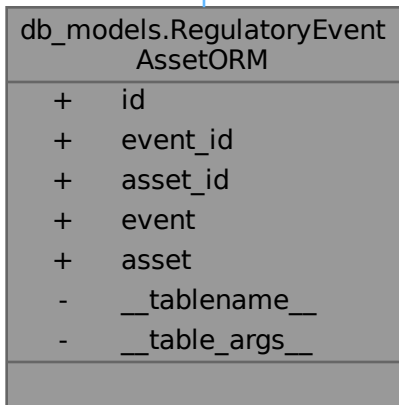 db_models.RegulatoryEvent
AssetORM
+ id
+ event_id
+ asset_id
+ event
+ asset
- __tablename__
- __table_args__